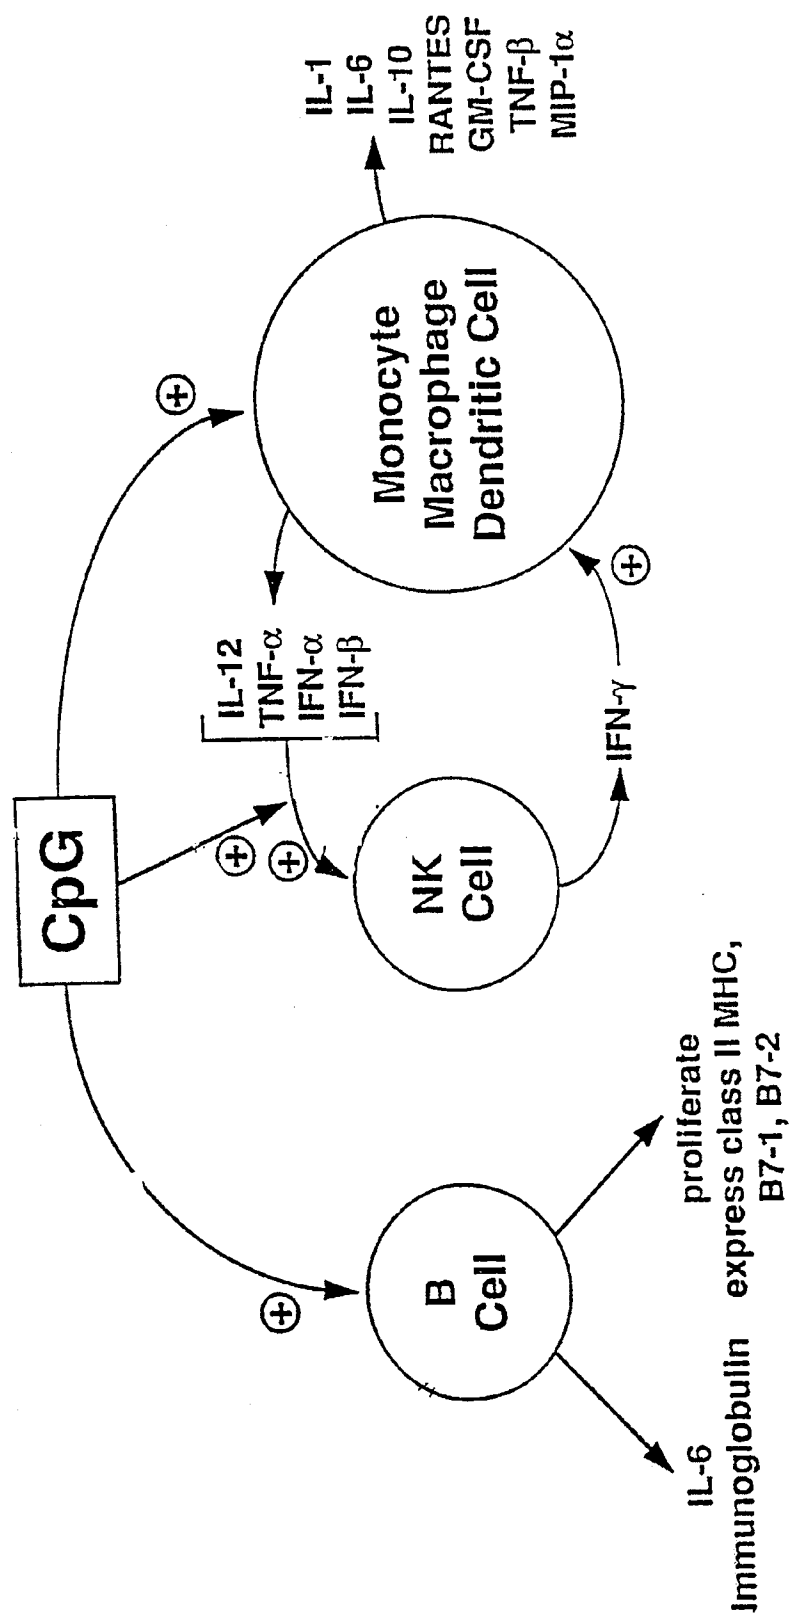 CpG
+
+
+
+
+
IL-12
TNF-α
IFN-α
IFN-β
B
Cell
NK
Cell
Monocyte
Macrophage
Dendritic Cell
IL-1
IL-6
IL-10
RANTES
GM-CSF
TNF-β
MIP-1α
IFN-γ
IL-6
Immunoglobulin
proliferate
express class II MHC,
B7-1, B7-2